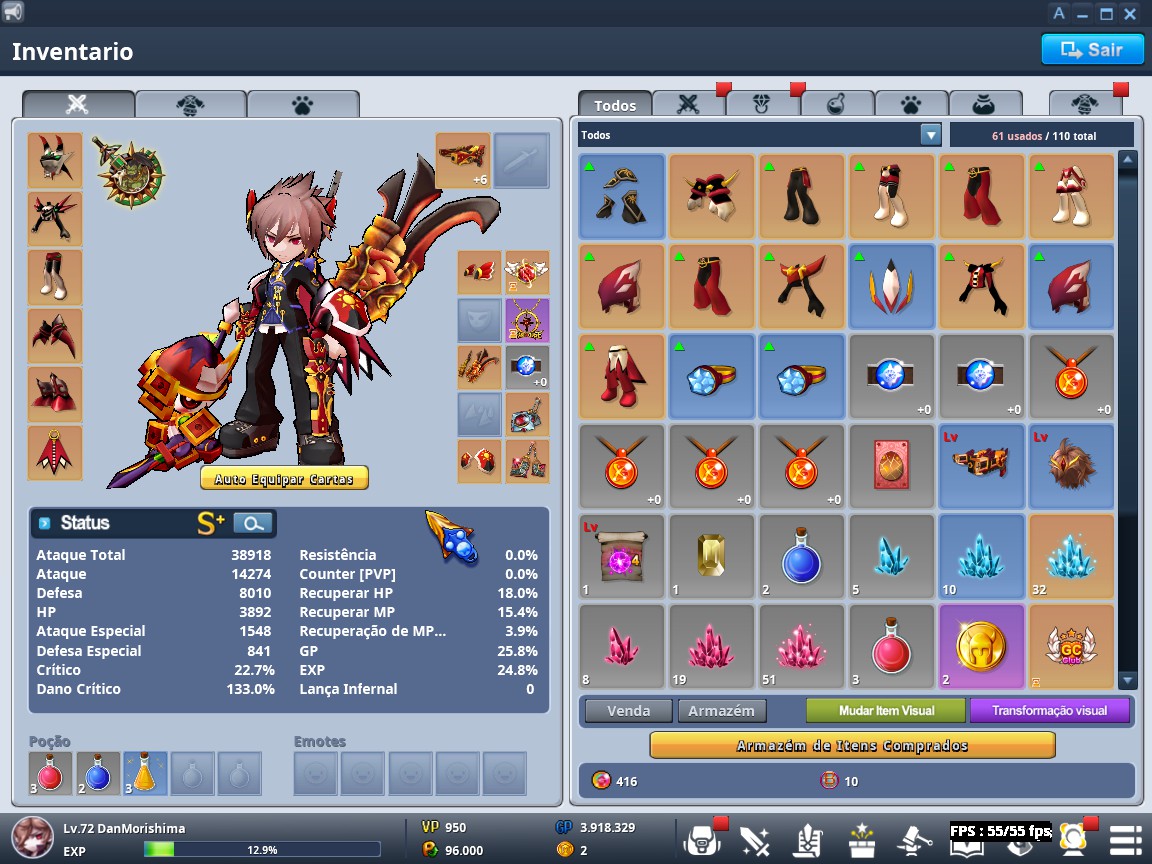 A
Inventario
Sair
Todos
Todos
61 usados / 110 total
+6
+0
+0
+0
+0
+0
+0
+0
Lv
Lv
Lv
4
1
1
2
5
10
32
8
19
51
3
2
GC
Club
Auto Equipar Cartas
Status
S+
Ataque Total 38918
Ataque 14274
Defesa 8010
HP 3892
Ataque Especial 1548
Defesa Especial 841
Crítico 22.7%
Dano Crítico 133.0%
Resistência 0.0%
Counter [PVP] 0.0%
Recuperar HP 18.0%
Recuperar MP 15.4%
Recuperação de MP... 3.9%
GP 25.8%
EXP 24.8%
Lança Infernal 0
Venda
Armazém
Mudar Item Visual
Transformação visual
Armazém de Itens Comprados
416
10
Poção
3
2
3
Emotes
Lv.72 DanMorishima
EXP 12.9%
VP 950
96.000
GP 3.918.329
2
FPS : 55/55 fps